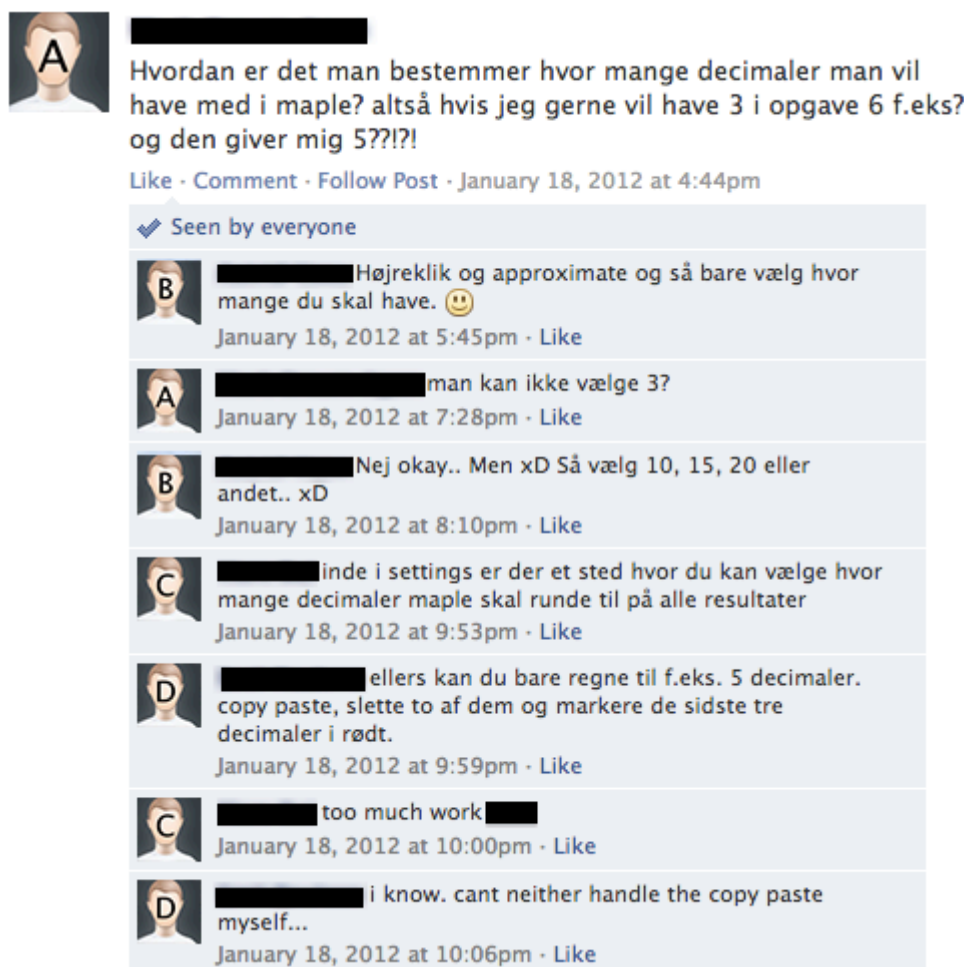 A
Hvordan er det man bestemmer hvor mange decimaler man vil
have med i maple? altså hvis jeg gerne vil have 3 i opgave 6 f.eks?
og den giver mig 5??!?!
Like · Comment · Follow Post · January 18, 2012 at 4:44pm
Seen by everyone
B
Højreklik og approximate og så bare vælg hvor
mange du skal have.
January 18, 2012 at 5:45pm · Like
A
man kan ikke vælge 3?
January 18, 2012 at 7:28pm · Like
B
Nej okay.. Men xD Så vælg 10, 15, 20 eller
andet.. xD
January 18, 2012 at 8:10pm · Like
C
inde i settings er der et sted hvor du kan vælge hvor
mange decimaler maple skal runde til på alle resultater
January 18, 2012 at 9:53pm · Like
D
ellers kan du bare regne til f.eks. 5 decimaler.
copy paste, slette to af dem og markere de sidste tre
decimaler i rødt.
January 18, 2012 at 9:59pm · Like
C
too much work
January 18, 2012 at 10:00pm · Like
D
i know. cant neither handle the copy paste
myself...
January 18, 2012 at 10:06pm · Like